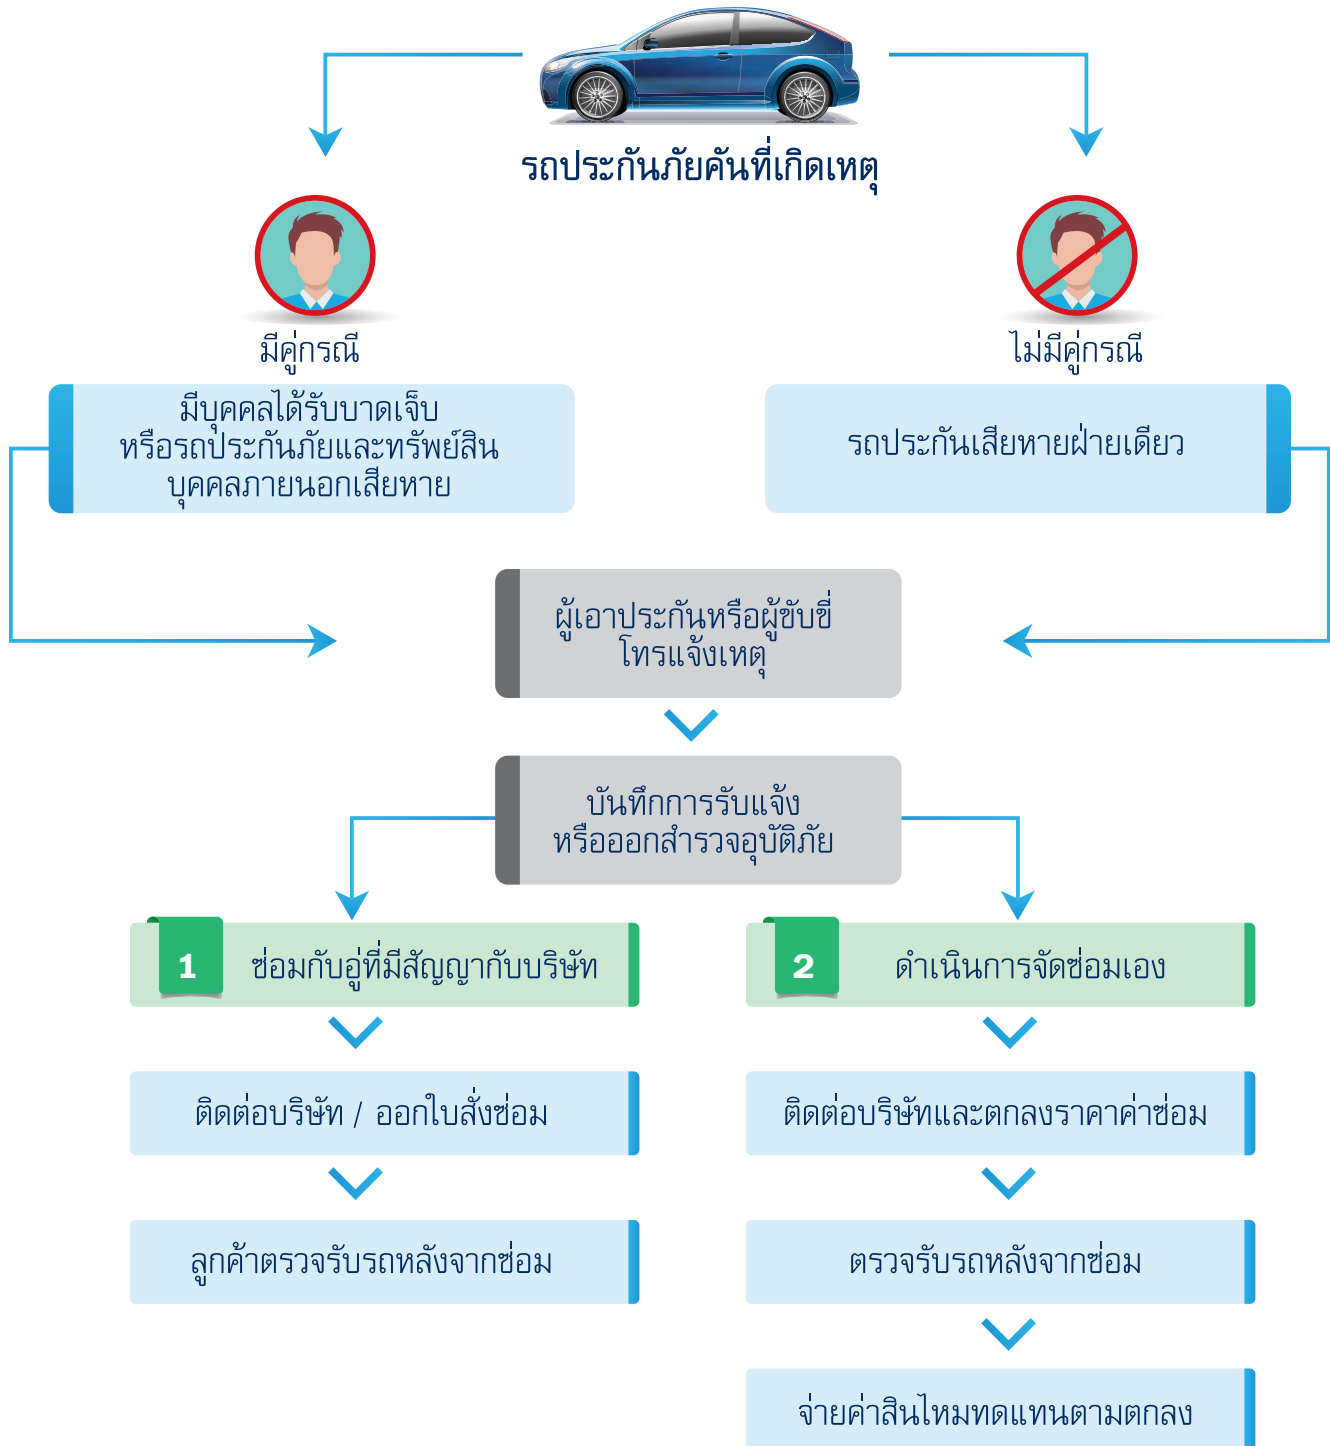 รถประกันภัยคันที่เกิดเหตุ
มีคู่กรณี
ไม่มีคู่กรณี
มีบุคคลได้รับบาดเจ็บ
หรือรถประกันภัยและทรัพย์สิน
บุคคลภายนอกเสียหาย
รถประกันเสียหายฝ่ายเดียว
ผู้เอาประกันหรือผู้ขับขี่
โทรแจ้งเหตุ
บันทึกการรับแจ้ง
หรือออกสำรวจอุบัติภัย
1 ซ่อมกับอู่ที่มีสัญญากับบริษัท
2 ดำเนินการจัดซ่อมเอง
ติดต่อบริษัท / ออกใบสั่งซ่อม
ติดต่อบริษัทและตกลงราคาค่าซ่อม
ลูกค้าตรวจรับรถหลังจากซ่อม
ตรวจรับรถหลังจากซ่อม
จ่ายค่าสินไหมทดแทนตามตกลง